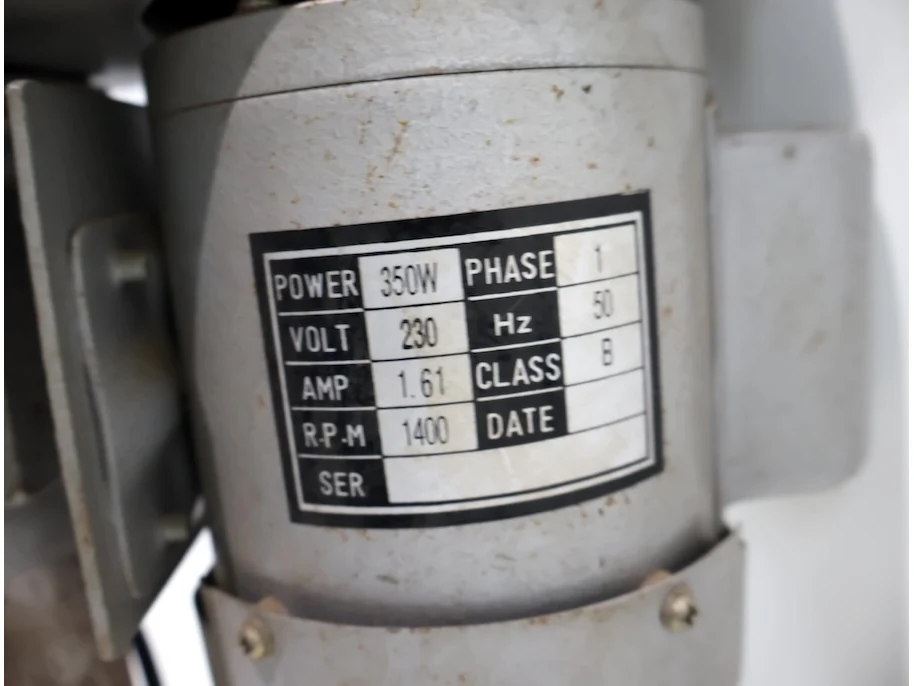 POWER 350W PHASE 1
VOLT 230 Hz 50
AMP 1.61 CLASS B
R-P-M 1400 DATE
SER